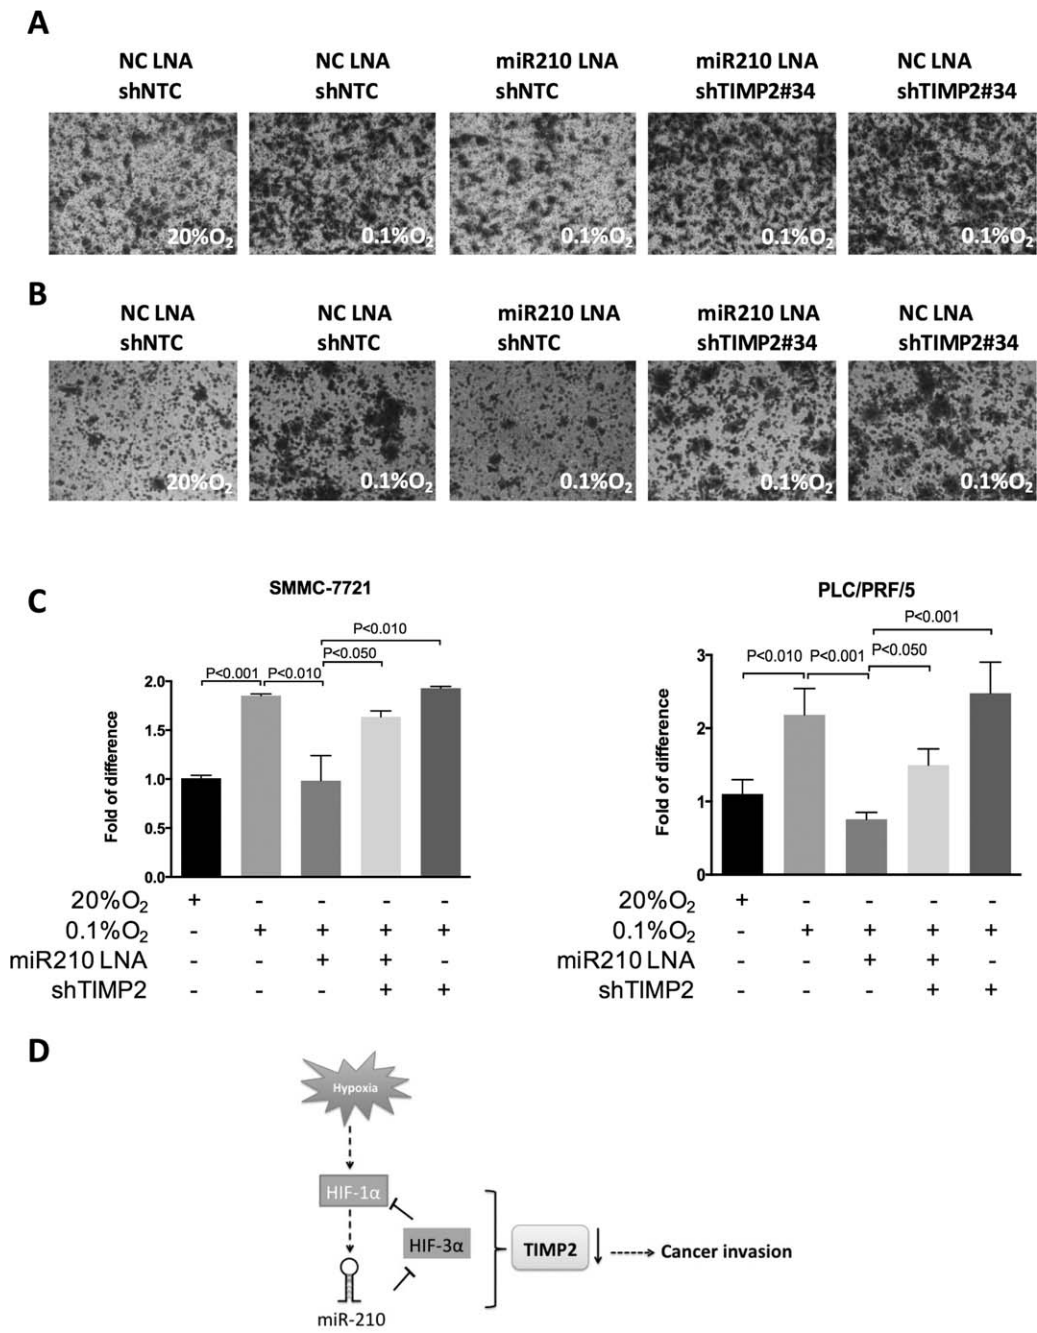 A
NC LNA
shNTC
NC LNA
shNTC
miR210 LNA
shNTC
miR210 LNA
shTIMP2#34
NC LNA
shTIMP2#34
20%O₂
0.1%O₂
0.1%O₂
0.1%O₂
0.1%O₂
B
NC LNA
shNTC
NC LNA
shNTC
miR210 LNA
shNTC
miR210 LNA
shTIMP2#34
NC LNA
shTIMP2#34
20%O₂
0.1%O₂
0.1%O₂
0.1%O₂
0.1%O₂
C
SMMC-7721
P<0.010
P<0.050
P<0.001
P<0.010
Fold of difference
2.0
1.5
1.0
0.5
0.0
20%O₂ + - - - -
0.1%O₂ - + + + +
miR210 LNA - - + + -
shTIMP2 - - - + +
PLC/PRF/5
P<0.001
P<0.050
P<0.010
P<0.001
Fold of difference
3
2
1
0
20%O₂ + - - - -
0.1%O₂ - + + + +
miR210 LNA - - + + -
shTIMP2 - - - + +
D
Hypoxia
HIF-1α
HIF-3α
miR-210
TIMP2
Cancer invasion